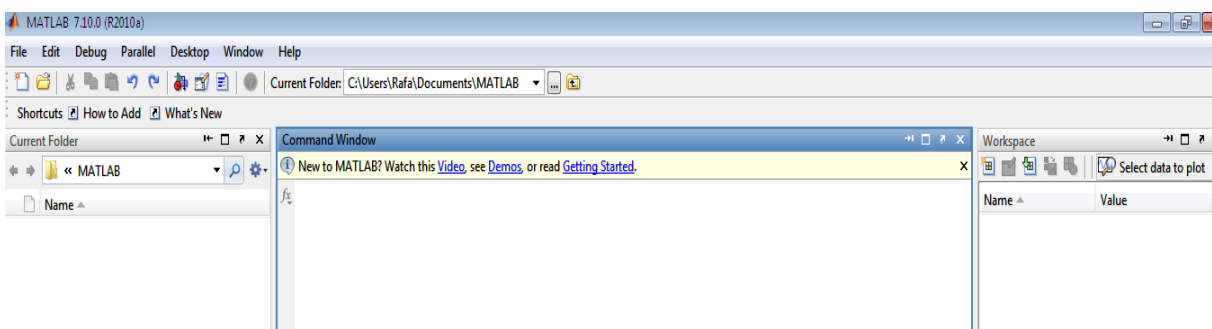 MATLAB 7.10.0 (R2010a)
File Edit Debug Parallel Desktop Window Help
Current Folder: C:\Users\Rafa\Documents\MATLAB
Shortcuts How to Add What's New
Current Folder
« MATLAB
Name
Command Window
New to MATLAB? Watch this Video, see Demos, or read Getting Started.
fx
Workspace
Select data to plot
Name Value